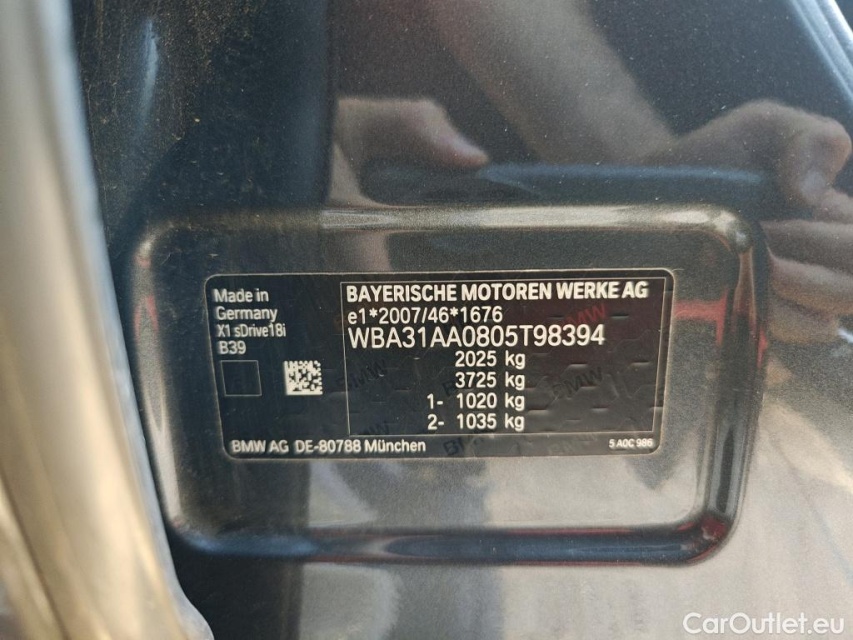 Made in
Germany
X1 sDrive18i
B39
BAYERISCHE MOTOREN WERKE AG
e1*2007/46*1676
WBA31AA0805T98394
2025 kg
3725 kg
1- 1020 kg
2- 1035 kg
BMW AG DE-80788 München
5 A0C 986
CarOutlet.eu